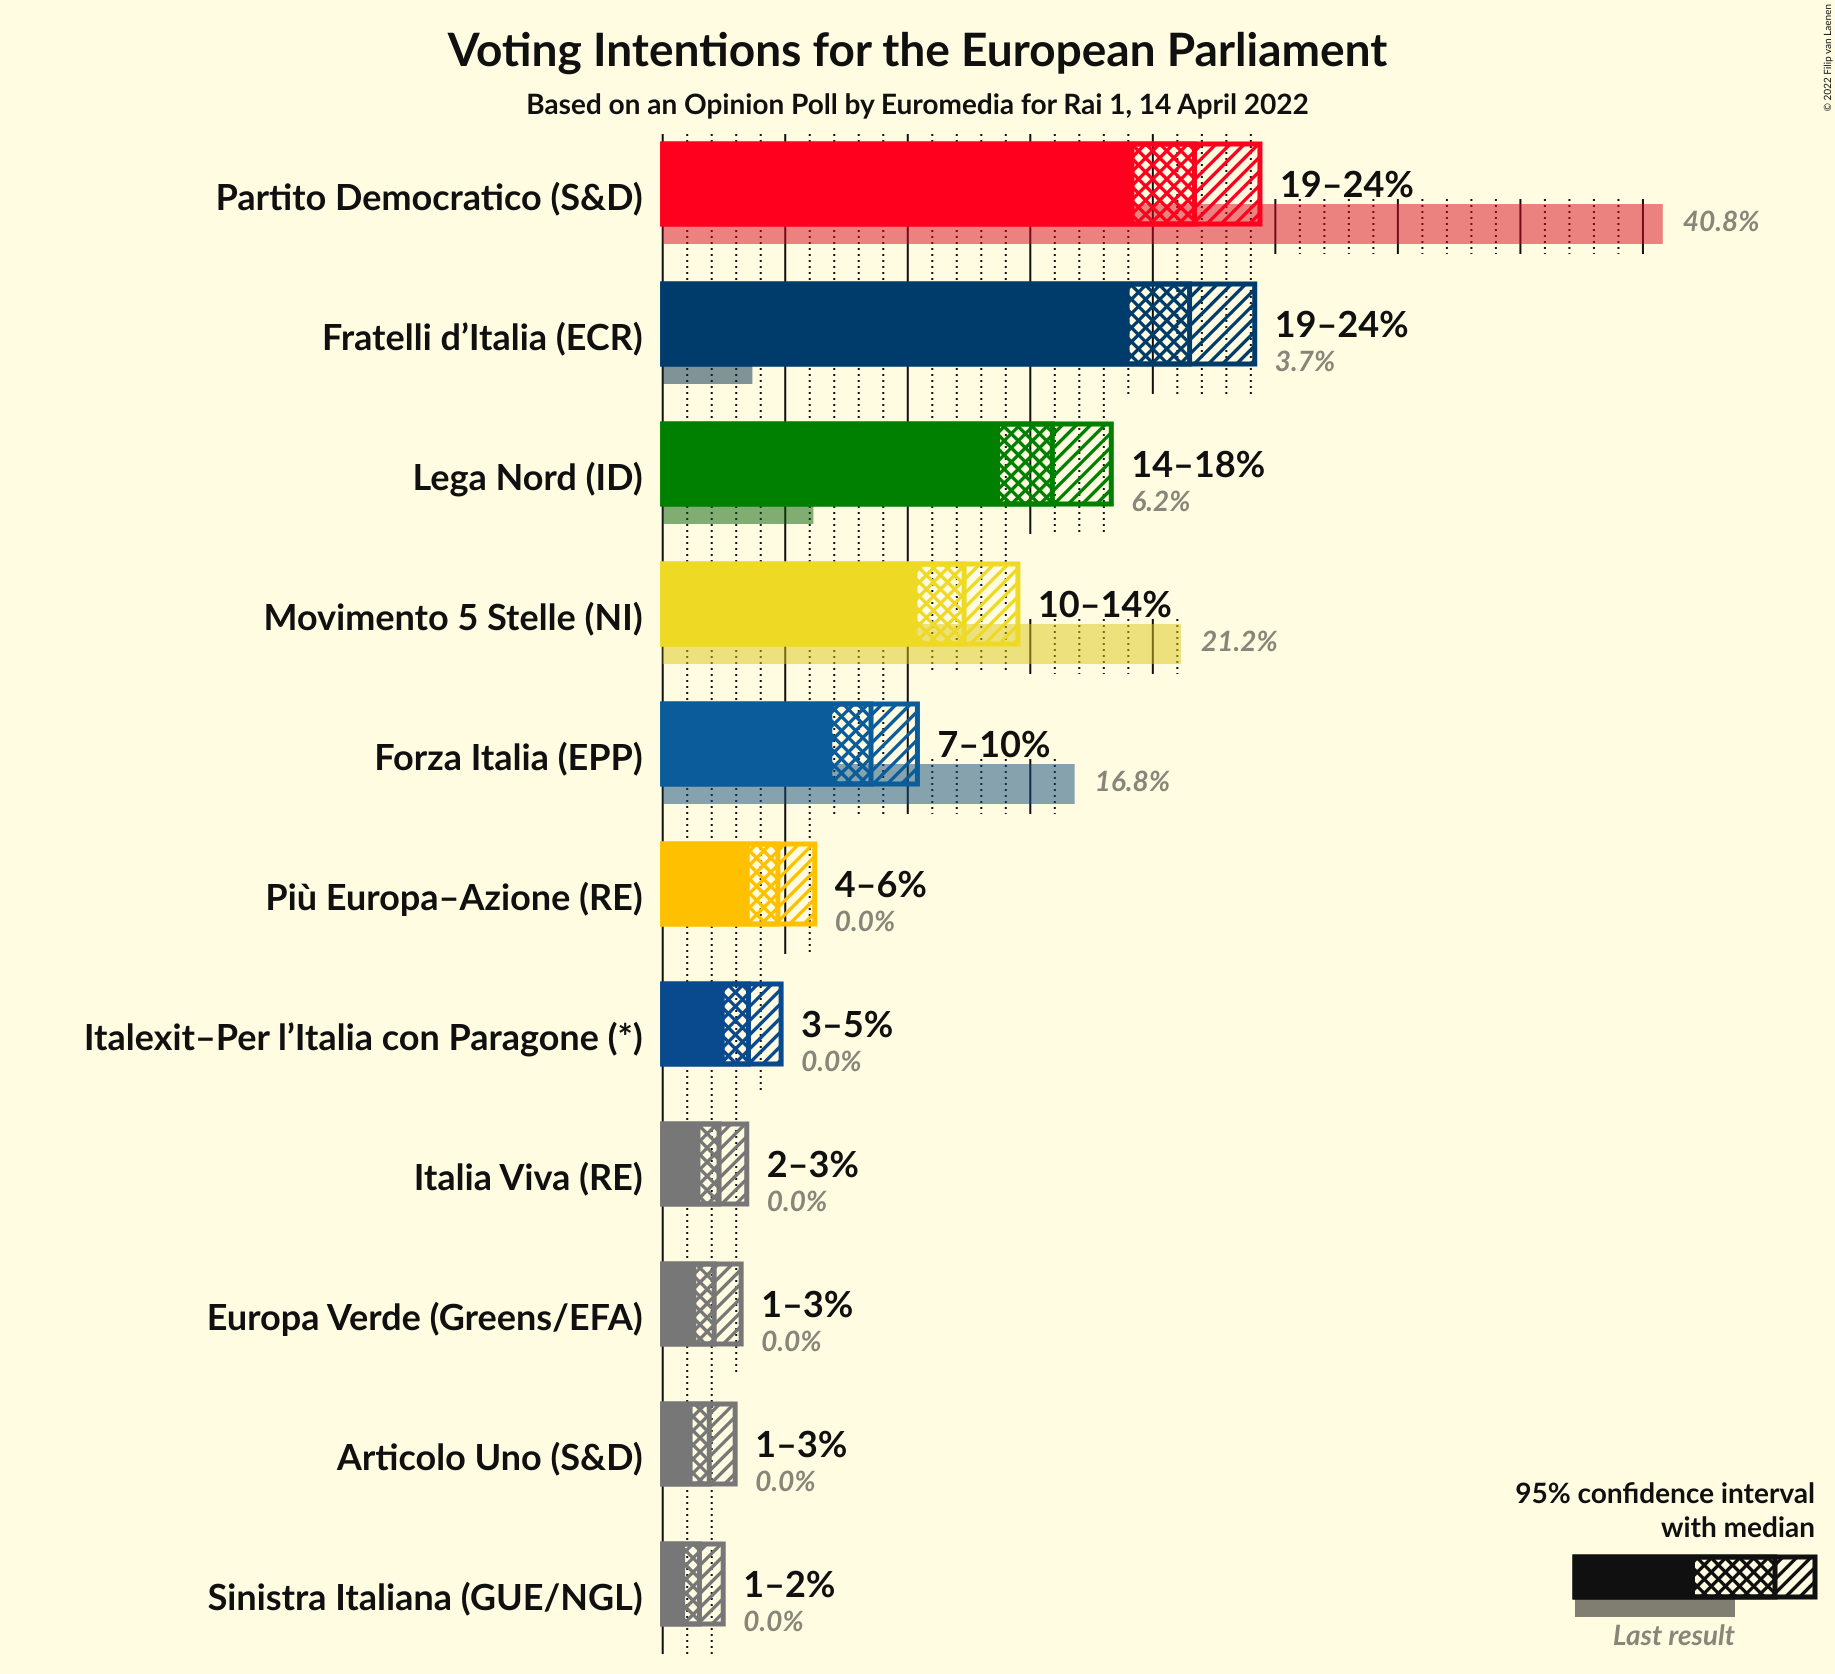 Voting Intentions for the European Parliament
Based on an Opinion Poll by Euromedia for Rai 1, 14 April 2022
© 2022 Filip van Laenen
Partito Democratico (S&D)
19–24%
40.8%
Fratelli d’Italia (ECR)
19–24%
3.7%
Lega Nord (ID)
14–18%
6.2%
Movimento 5 Stelle (NI)
10–14%
21.2%
Forza Italia (EPP)
7–10%
16.8%
Più Europa–Azione (RE)
4–6%
0.0%
Italexit–Per l’Italia con Paragone (*)
3–5%
0.0%
Italia Viva (RE)
2–3%
0.0%
Europa Verde (Greens/EFA)
1–3%
0.0%
Articolo Uno (S&D)
1–3%
0.0%
Sinistra Italiana (GUE/NGL)
1–2%
0.0%
95% confidence interval
with median
Last result